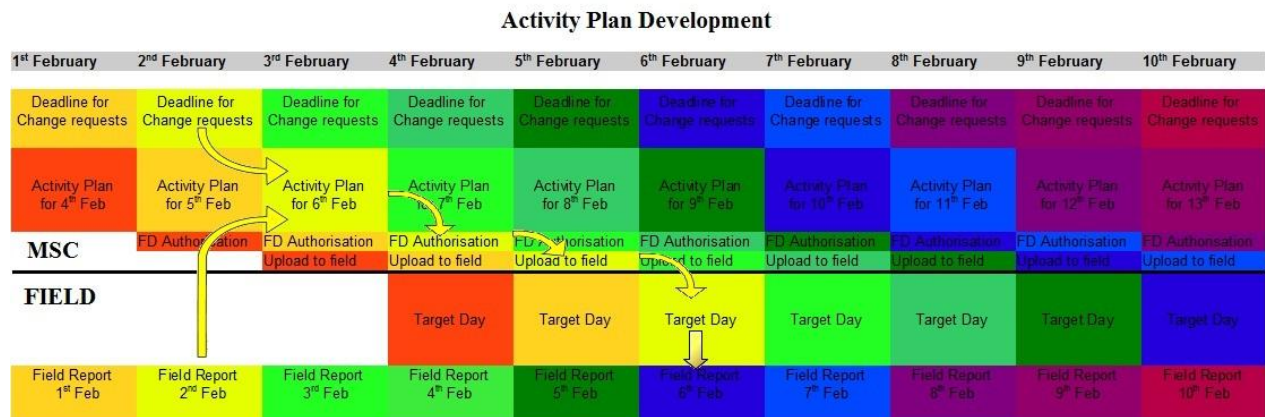 Activity Plan Development
1st February 2nd February 3rd February 4th February 5th February 6th February 7th February 8th February 9th February 10th February
Deadline for Deadline for Deadline for Deadline for Deadline for Deadline for Deadline for Deadline for Deadline for Deadline for
Change requests Change requests Change requests Change requests Change requests Change requests Change requests Change requests Change requests Change requests
Activity Plan Activity Plan Activity Plan Activity Plan Activity Plan Activity Plan Activity Plan Activity Plan Activity Plan Activity Plan
for 4th Feb for 5th Feb for 6th Feb for 7th Feb for 8th Feb for 9th Feb for 10th Feb for 11th Feb for 12th Feb for 13th Feb
FD Authorisation FD Authorisation FD Authorisation FD Authorisation FD Authorisation FD Authorisation FD Authorisation FD Authorisation FD Authorisation
MSC
Upload to field Upload to field Upload to field Upload to field Upload to field Upload to field Upload to field Upload to field
FIELD
Target Day Target Day Target Day Target Day Target Day Target Day Target Day
Field Report Field Report Field Report Field Report Field Report Field Report Field Report Field Report Field Report Field Report
1st Feb 2nd Feb 3rd Feb 4th Feb 5th Feb 6th Feb 7th Feb 8th Feb 9th Feb 10th Feb